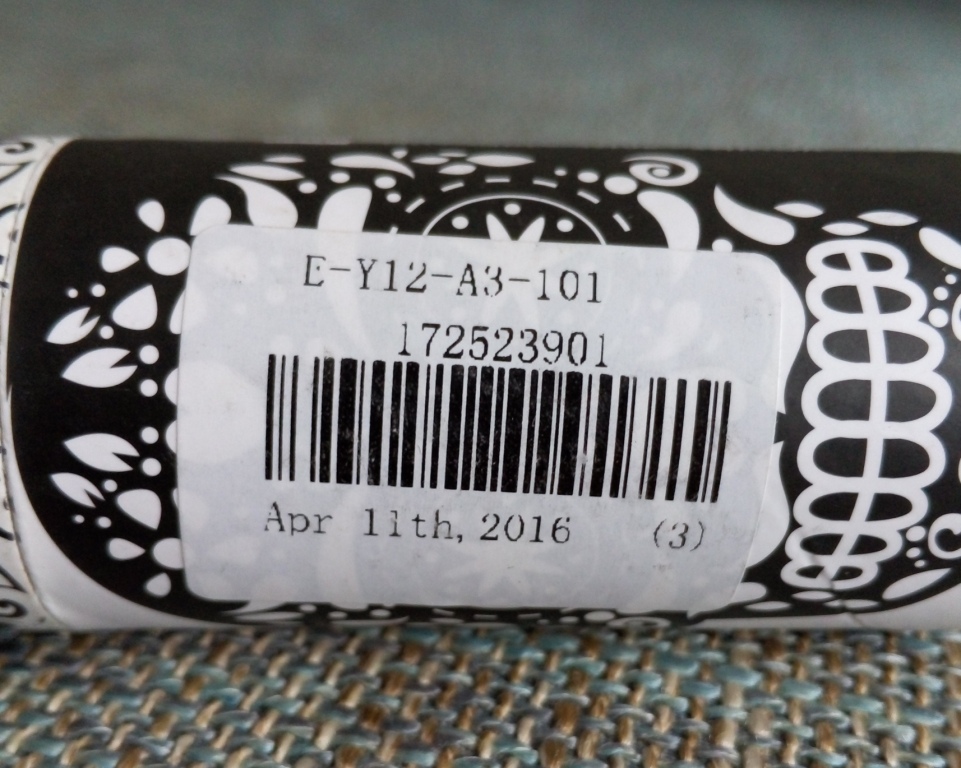 E-Y12-A3-101
172523901
Apr 11th, 2016 (3)